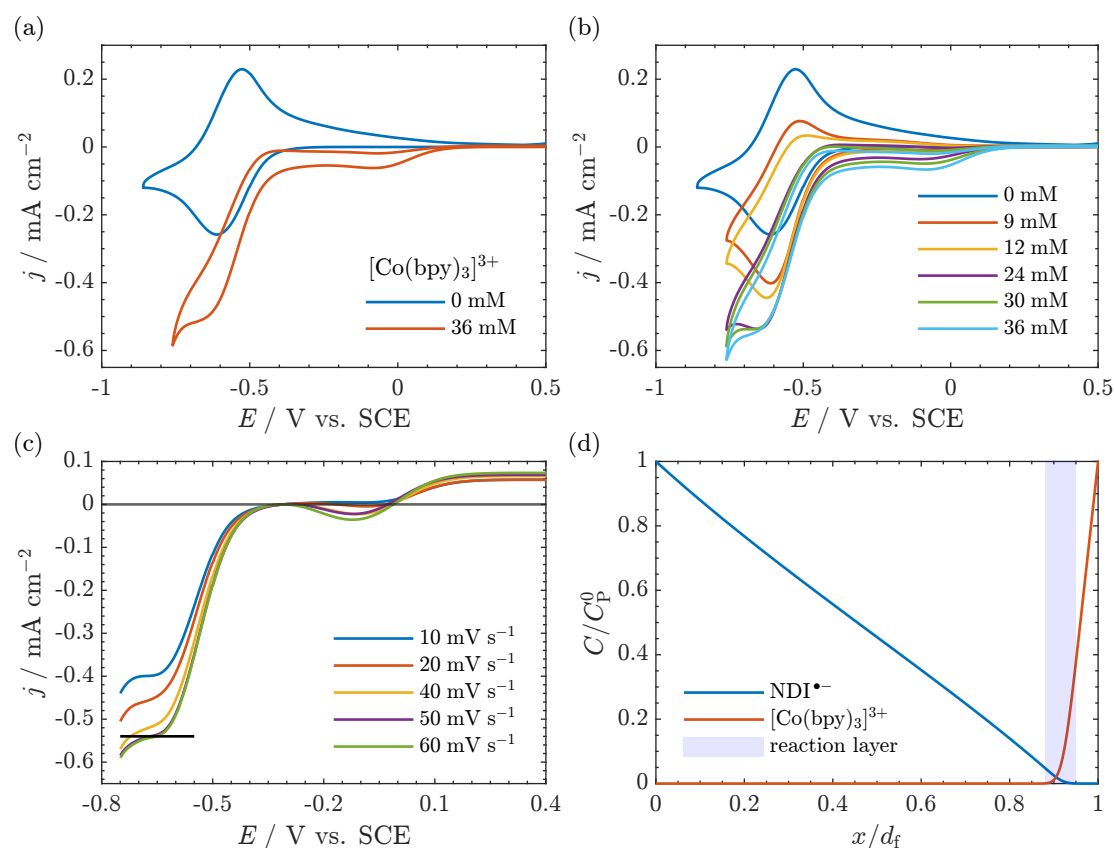 (a)
0.2
0
-0.2
-0.4
-0.6
j / mA cm⁻²
[Co(bpy)₃]³⁺
0 mM
36 mM
-1
-0.5
0
0.5
E / V vs. SCE
(b)
0.2
0
-0.2
-0.4
-0.6
j / mA cm⁻²
0 mM
9 mM
12 mM
24 mM
30 mM
36 mM
-1
-0.5
0
0.5
E / V vs. SCE
(c)
0.1
0
-0.1
-0.2
-0.3
-0.4
-0.5
-0.6
j / mA cm⁻²
10 mV s⁻¹
20 mV s⁻¹
40 mV s⁻¹
50 mV s⁻¹
60 mV s⁻¹
-0.8
-0.5
-0.2
0.1
0.4
E / V vs. SCE
(d)
1
0.8
0.6
0.4
0.2
0
C/C⁰_P
NDI•⁻
[Co(bpy)₃]³⁺
reaction layer
0
0.2
0.4
0.6
0.8
1
x/d_f